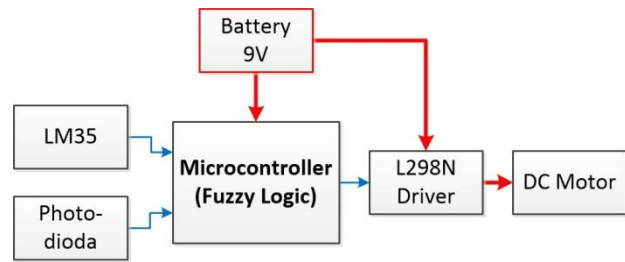 Battery
9V
LM35
Microcontroller
(Fuzzy Logic)
L298N
Driver
DC Motor
Photo-
dioda